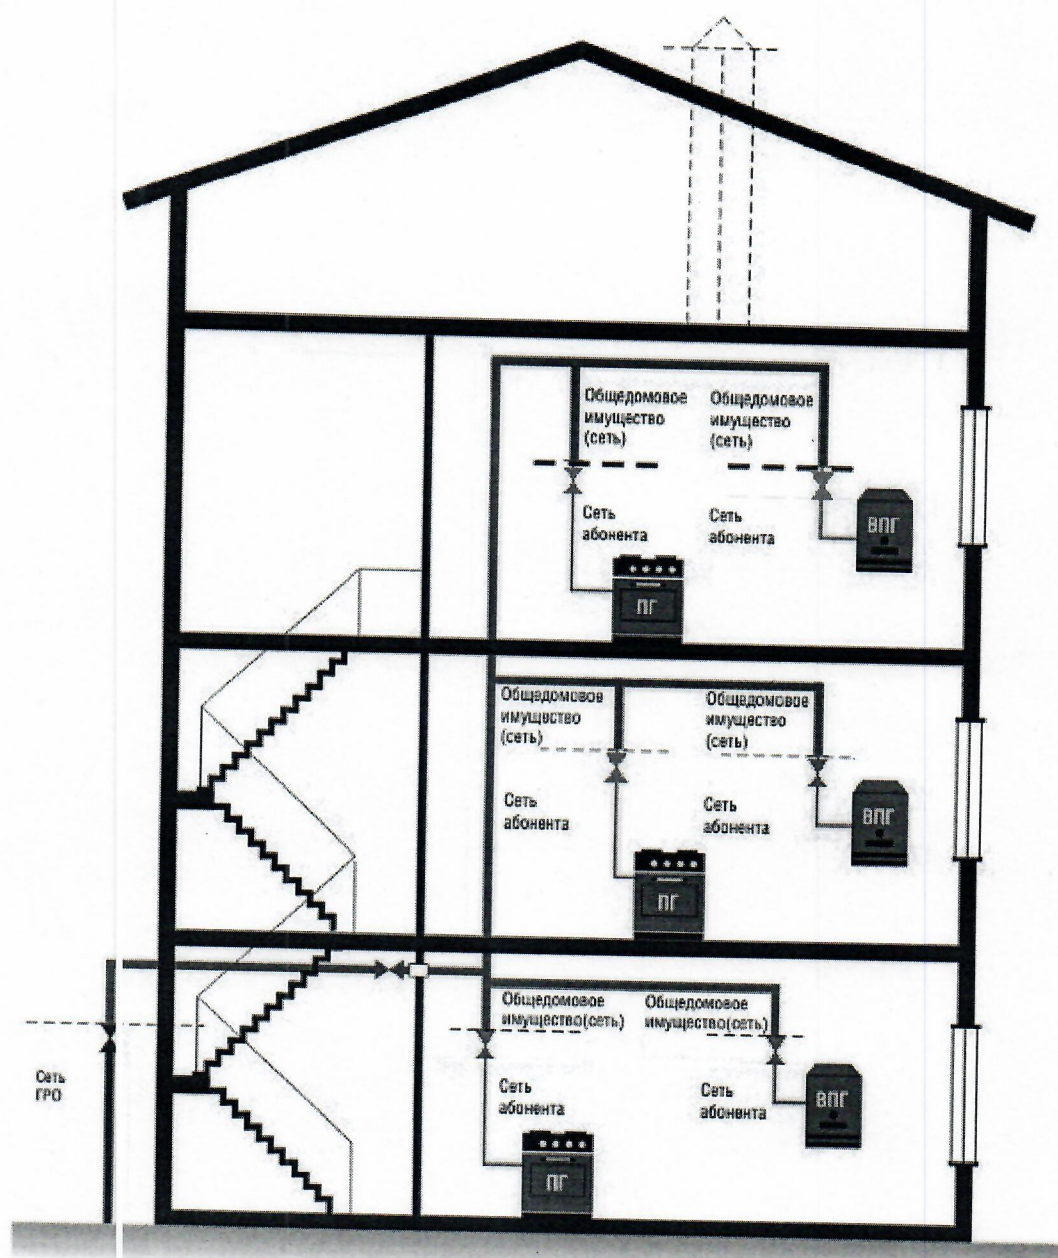 Общедомовое
имущество
(сеть)
Общедомовое
имущество
(сеть)
Сеть
абонента
Сеть
абонента
ВПГ
ПГ
Общедомовое
имущество
(сеть)
Общедомовое
имущество
(сеть)
Сеть
абонента
Сеть
абонента
ВПГ
ПГ
Общедомовое
имущество(сеть)
Общедомовое
имущество(сеть)
Сеть
ГРО
Сеть
абонента
Сеть
абонента
ВПГ
ПГ